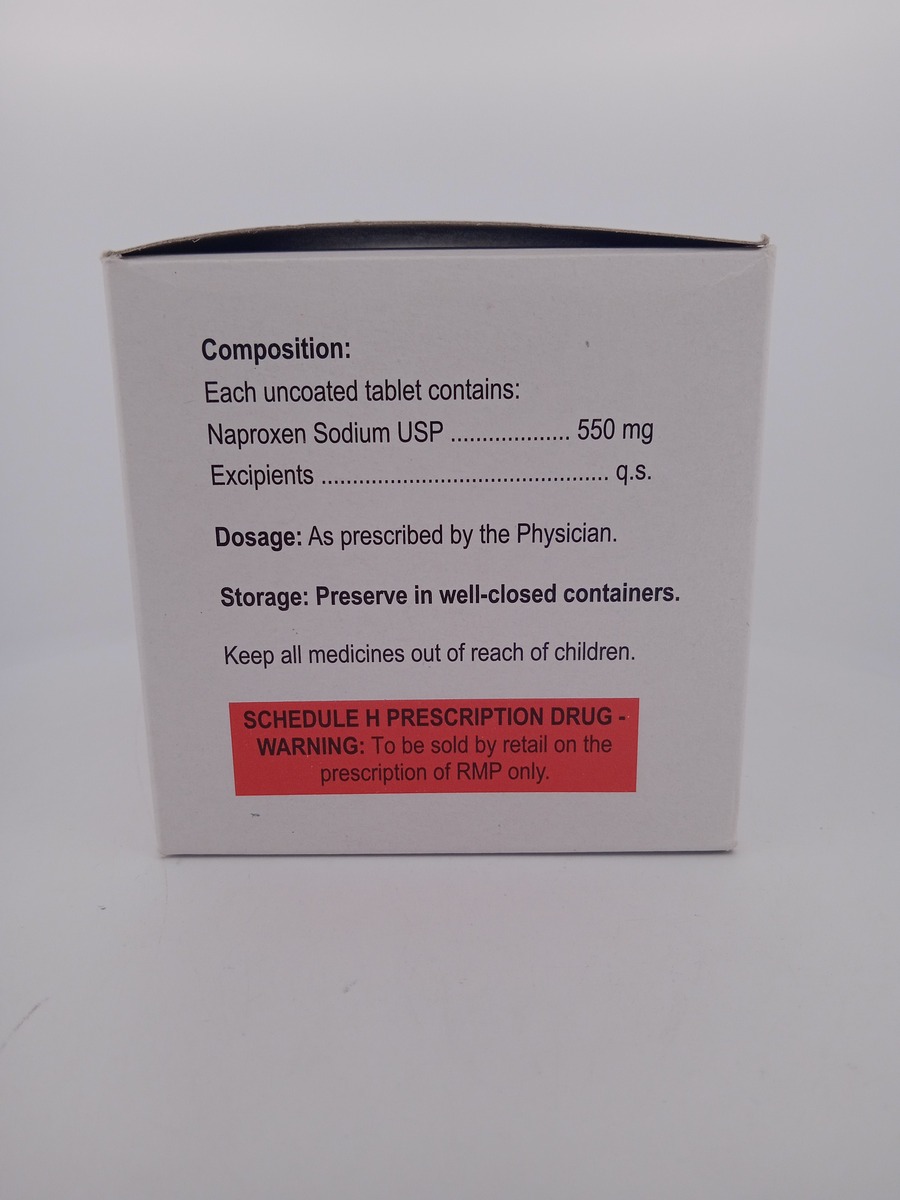 Composition:
Each uncoated tablet contains:
Naproxen Sodium USP ................... 550 mg
Excipients .............................................. q.s.
Dosage: As prescribed by the Physician.
Storage: Preserve in well-closed containers.
Keep all medicines out of reach of children.
SCHEDULE H PRESCRIPTION DRUG -
WARNING: To be sold by retail on the
prescription of RMP only.